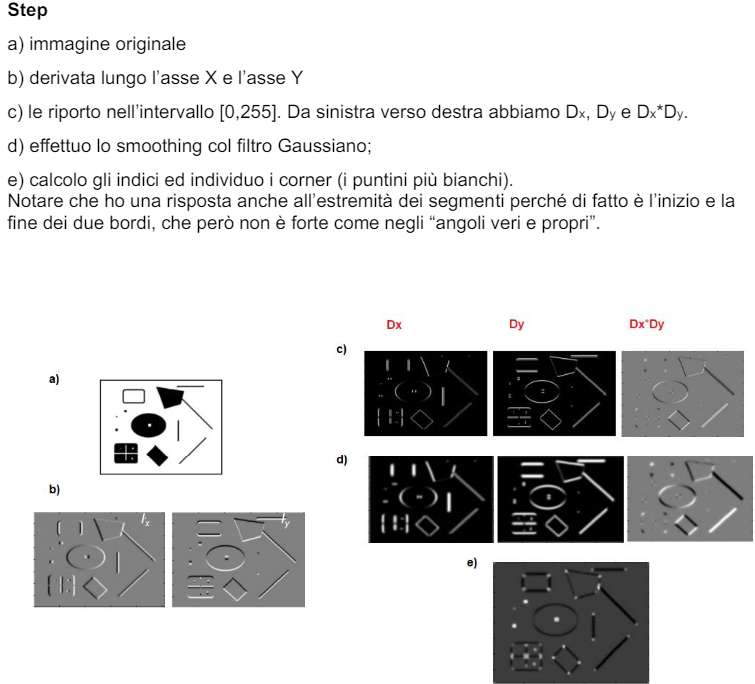 Step
a) immagine originale
b) derivata lungo l'asse X e l'asse Y
c) le riporto nell'intervallo [0,255]. Da sinistra verso destra abbiamo Dx, Dy e Dx*Dy.
d) effettuo lo smoothing col filtro Gaussiano;
e) calcolo gli indici ed individuo i corner (i puntini più bianchi).
Notare che ho una risposta anche all'estremità dei segmenti perché di fatto è l'inizio e la
fine dei due bordi, che però non è forte come negli “angoli veri e propri”.
Dx Dy Dx*Dy
c)
a)
d)
b)
Ix Iy
e)